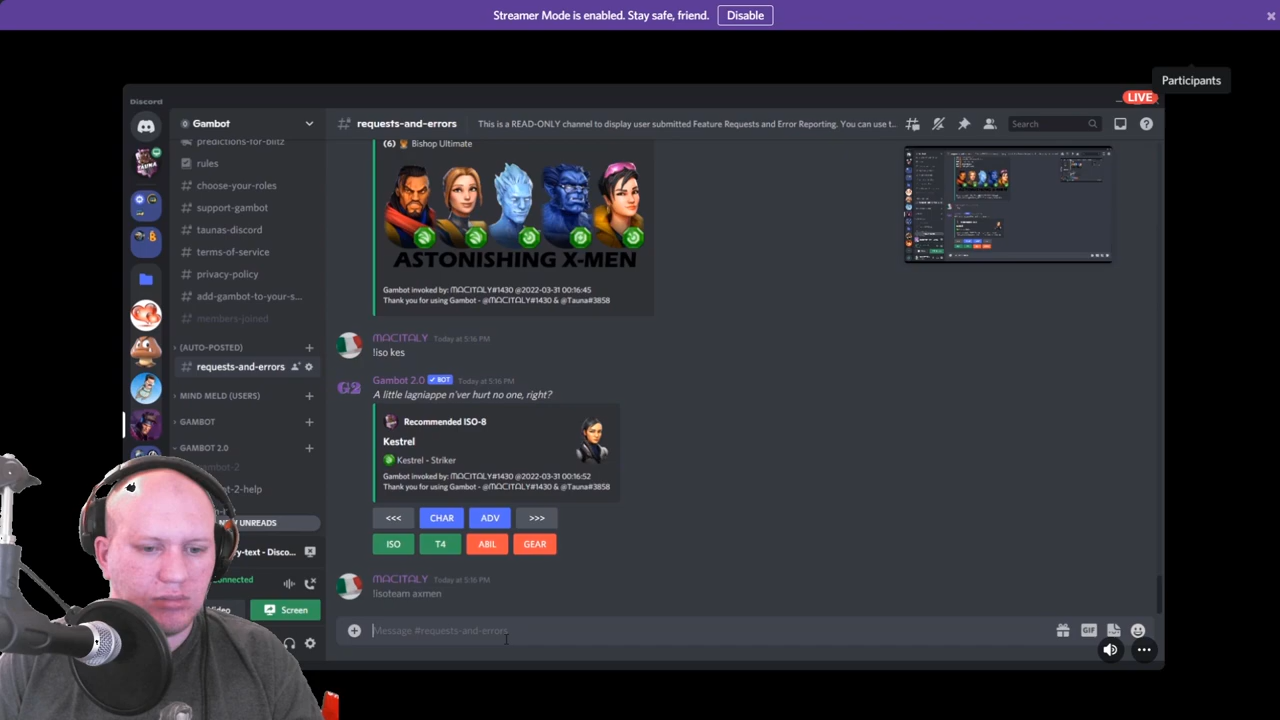 Streamer Mode is enabled. Stay safe, friend. Disable
Participants
Discord
LIVE
Gambot
requests-and-errors This is a READ-ONLY channel to display user submitted Feature Requests and Error Reporting. You can use t...
Search
predictions-for-blitz
rules
choose-your-roles
support-gambot
taunas-discord
terms-of-service
privacy-policy
add-gambot-to-your-s...
members-joined
(AUTO-POSTED)
requests-and-errors
MIND MELD (USERS)
GAMBOT
GAMBOT 2.0
gambot-2
-2-help
UNREADS
y-text - Disco...
Screen
(6) Bishop Ultimate
ASTONISHING X-MEN
Gambot invoked by: MACITALY#1430 @2022-03-31 00:16:45
Thank you for using Gambot - @MACITALY#1430 & @Tauna#3858
MACITALY Today at 5:16 PM
!iso kes
Gambot 2.0 BOT Today at 5:16 PM
A little lagniappe n'ver hurt no one, right?
Recommended ISO-8
Kestrel
Kestrel - Striker
Gambot invoked by: MACITALY#1430 @2022-03-31 00:16:52
Thank you for using Gambot - @MACITALY#1430 & @Tauna#3858
<<< CHAR ADV >>>
ISO T4 ABIL GEAR
MACITALY Today at 5:16 PM
!isoteam axmen
Message #requests-and-errors
GIF